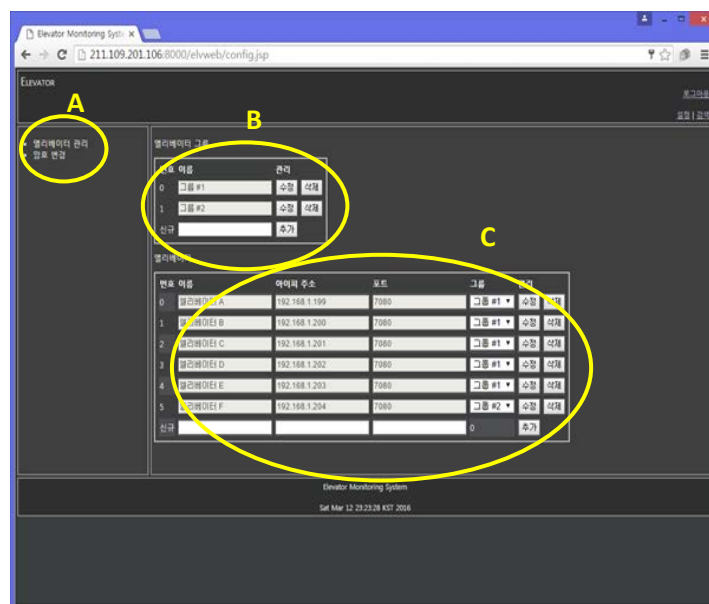 Elevator Monitoring Syste
211.109.201.106:8000/elvweb/config.jsp
ELEVATOR
로그아웃
설정 | 검색
A
엘리베이터 관리
암호 변경
B
엘리베이터 그룹
번호 이름 관리
0 그룹 #1 수정 삭제
1 그룹 #2 수정 삭제
신규 추가
C
엘리베이터
번호 이름 아이피 주소 포트 그룹 관리
0 엘리베이터 A 192.168.1.199 7080 그룹 #1 수정 삭제
1 엘리베이터 B 192.168.1.200 7080 그룹 #1 수정 삭제
2 엘리베이터 C 192.168.1.201 7080 그룹 #1 수정 삭제
3 엘리베이터 D 192.168.1.202 7080 그룹 #1 수정 삭제
4 엘리베이터 E 192.168.1.203 7080 그룹 #1 수정 삭제
5 엘리베이터 F 192.168.1.204 7080 그룹 #2 수정 삭제
신규 0 추가
Elevator Monitoring System
Sat Mar 12 23:23:28 KST 2016